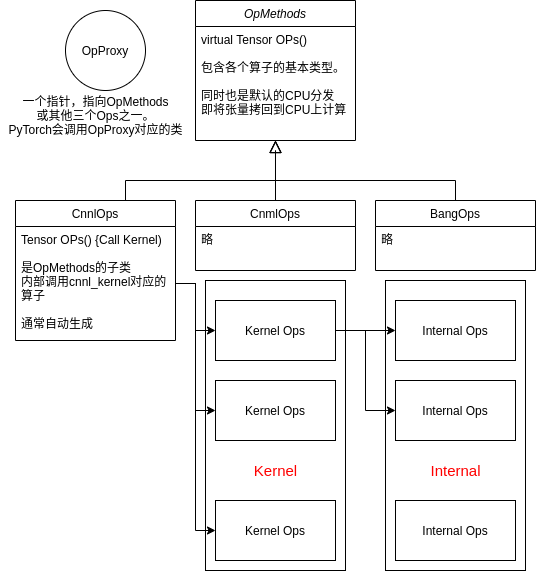 OpProxy
一个指针，指向OpMethods
或其他三个Ops之一。
PyTorch会调用OpProxy对应的类
OpMethods
virtual Tensor OPs()
包含各个算子的基本类型。
同时也是默认的CPU分发
即将张量拷回到CPU上计算
CnnlOps
Tensor OPs() {Call Kernel)
是OpMethods的子类
内部调用cnnl_kernel对应的
算子
通常自动生成
CnmlOps
略
BangOps
略
Kernel Ops
Kernel Ops
Kernel
Kernel Ops
Internal Ops
Internal Ops
Internal
Internal Ops